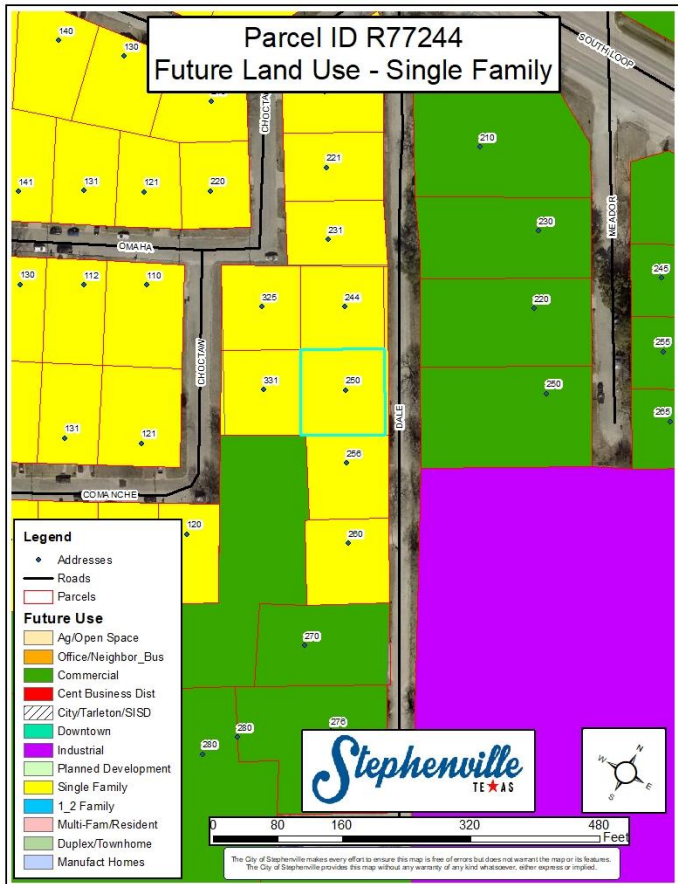 Parcel ID R77244
Future Land Use - Single Family
140
130
SOUTH LOOP
CHOCTAW
210
221
141
131
121
220
231
230
MEADOR
OMAHA
130
112
110
325
244
220
245
255
CHOCTAW
331
250
250
265
DALE
131
121
256
COMANCHE
120
260
270
280
280
276
Legend
Addresses
Roads
Parcels
Future Use
Ag/Open Space
Office/Neighbor_Bus
Commercial
Cent Business Dist
City/Tarleton/SISD
Downtown
Industrial
Planned Development
Single Family
1_2 Family
Multi-Fam/Resident
Duplex/Townhome
Manufact Homes
Stephenville
TEXAS
N
W
E
S
0 80 160 320 480
Feet
The City of Stephenville makes every effort to ensure this map is free of errors but does not warrant the map or its features.
The City of Stephenville provides this map without any warranty of any kind whatsoever, either express or implied.